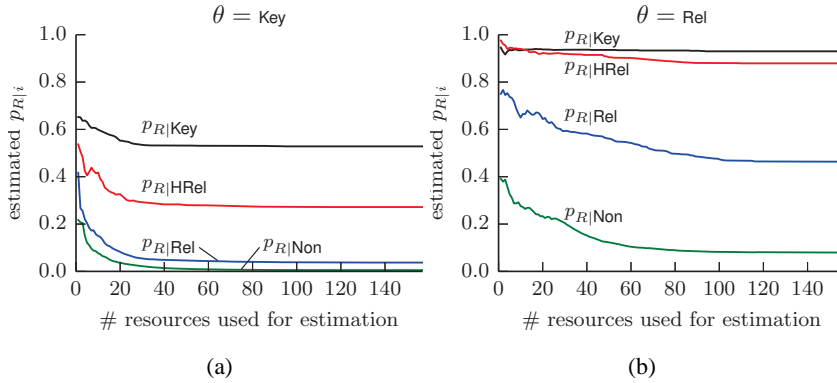 θ = Key
1.0
0.8
0.6
0.4
0.2
0.0
estimated p_{R|i}
p_{R|Key}
p_{R|HRel}
p_{R|Rel}
p_{R|Non}
0 20 40 60 80 100 120 140
# resources used for estimation
(a)
θ = Rel
1.0
0.8
0.6
0.4
0.2
0.0
estimated p_{R|i}
p_{R|Key}
p_{R|HRel}
p_{R|Rel}
p_{R|Non}
0 20 40 60 80 100 120 140
# resources used for estimation
(b)